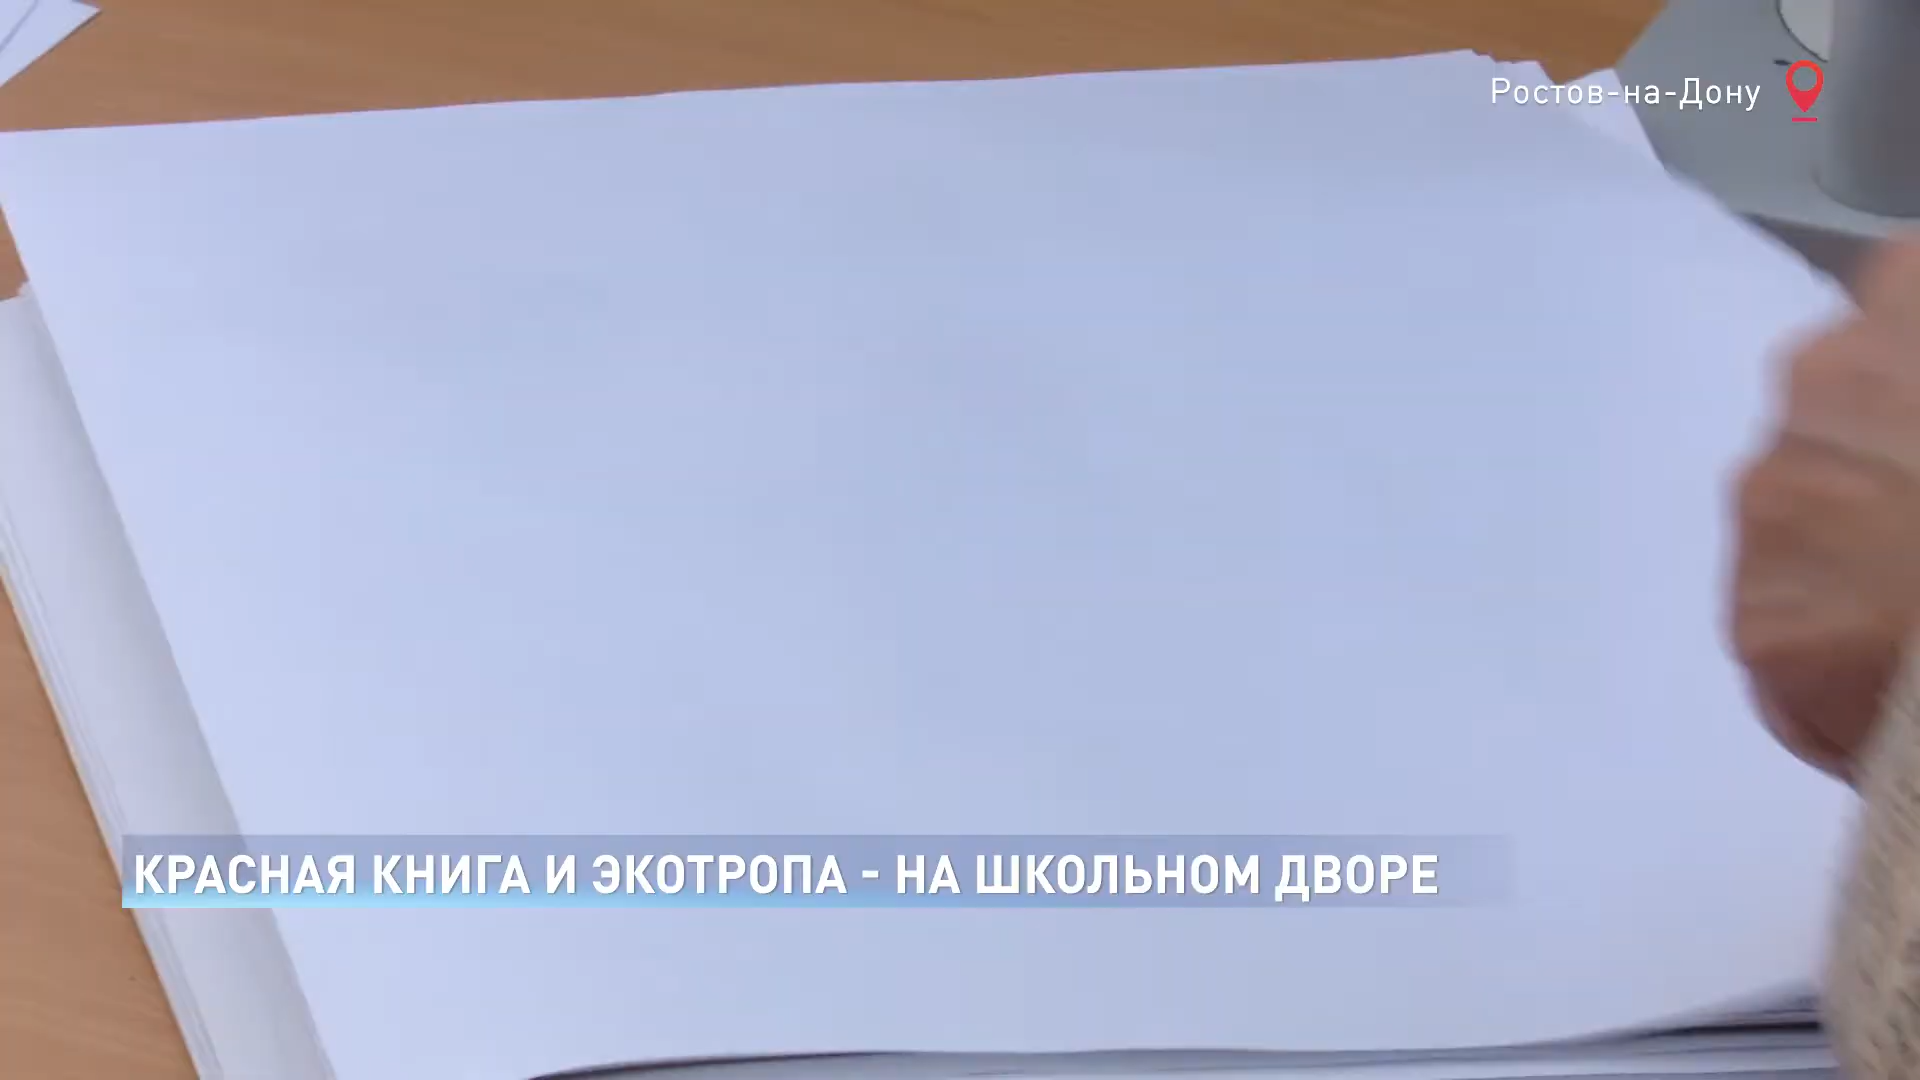 Ростов-на-Дону
КРАСНАЯ КНИГА И ЭКОТРОПА - НА ШКОЛЬНОМ ДВОРЕ